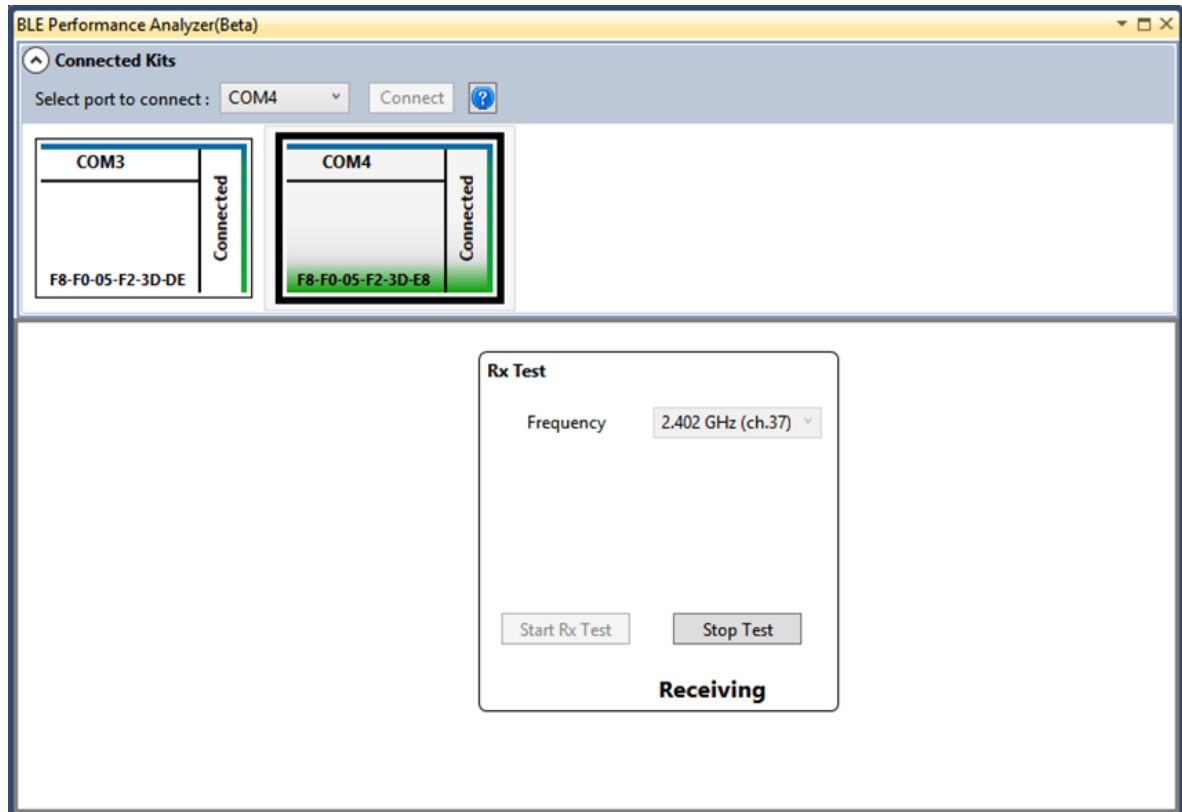 BLE Performance Analyzer(Beta)
Connected Kits
Select port to connect : COM4 Connect ?
COM3
Connected
F8-F0-05-F2-3D-DE
COM4
Connected
F8-F0-05-F2-3D-E8
Rx Test
Frequency 2.402 GHz (ch.37)
Start Rx Test Stop Test
Receiving